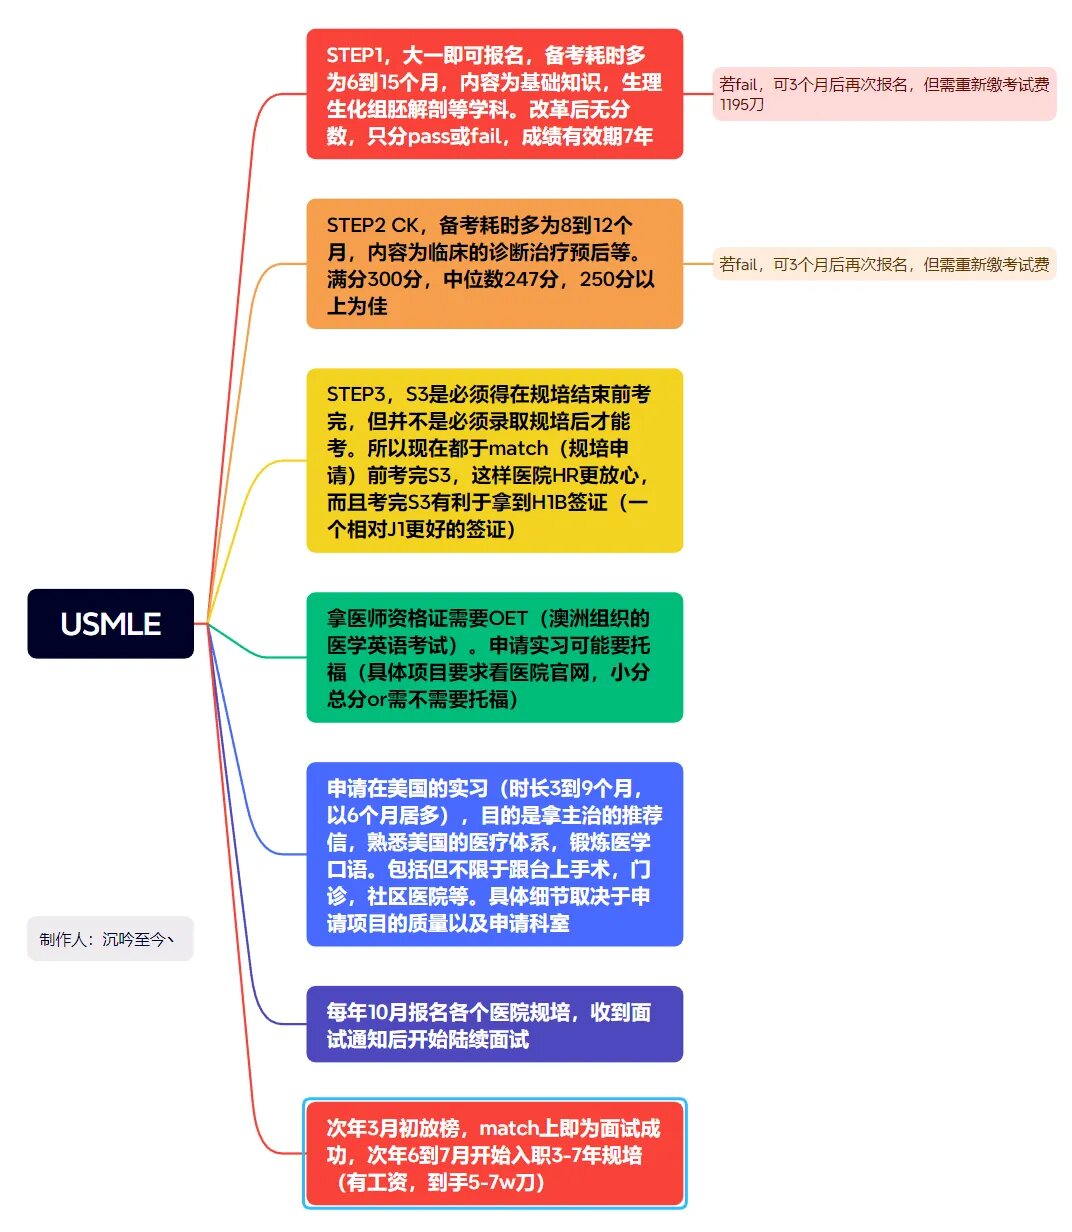 STEP1，大一即可报名，备考耗时多
为6到15个月，内容为基础知识，生理
生化组胚解剖等学科。改革后无分
数，只分pass或fail，成绩有效期7年
若fail，可3个月后再次报名，但需重新缴考试费
1195刀
STEP2 CK，备考耗时多为8到12个
月，内容为临床的诊断治疗预后等。
满分300分，中位数247分，250分以
上为佳
若fail，可3个月后再次报名，但需重新缴考试费
STEP3，S3是必须得在规培结束前考
完，但并不是必须录取规培后才能
考。所以现在都于match（规培申
请）前考完S3，这样医院HR更放心，
而且考完S3有利于拿到H1B签证（一
个相对J1更好的签证）
USMLE
拿医师资格证需要OET（澳洲组织的
医学英语考试）。申请实习可能要托
福（具体项目要求看医院官网，小分
总分or需不需要托福）
申请在美国的实习（时长3到9个月，
以6个月居多），目的是拿主治的推荐
信，熟悉美国的医疗体系，锻炼医学
口语。包括但不限于跟台上手术，门
诊，社区医院等。具体细节取决于申
请项目的质量以及申请科室
制作人：沉吟至今丶
每年10月报名各个医院规培，收到面
试通知后开始陆续面试
次年3月初放榜，match上即为面试成
功，次年6到7月开始入职3-7年规培
（有工资，到手5-7w刀）